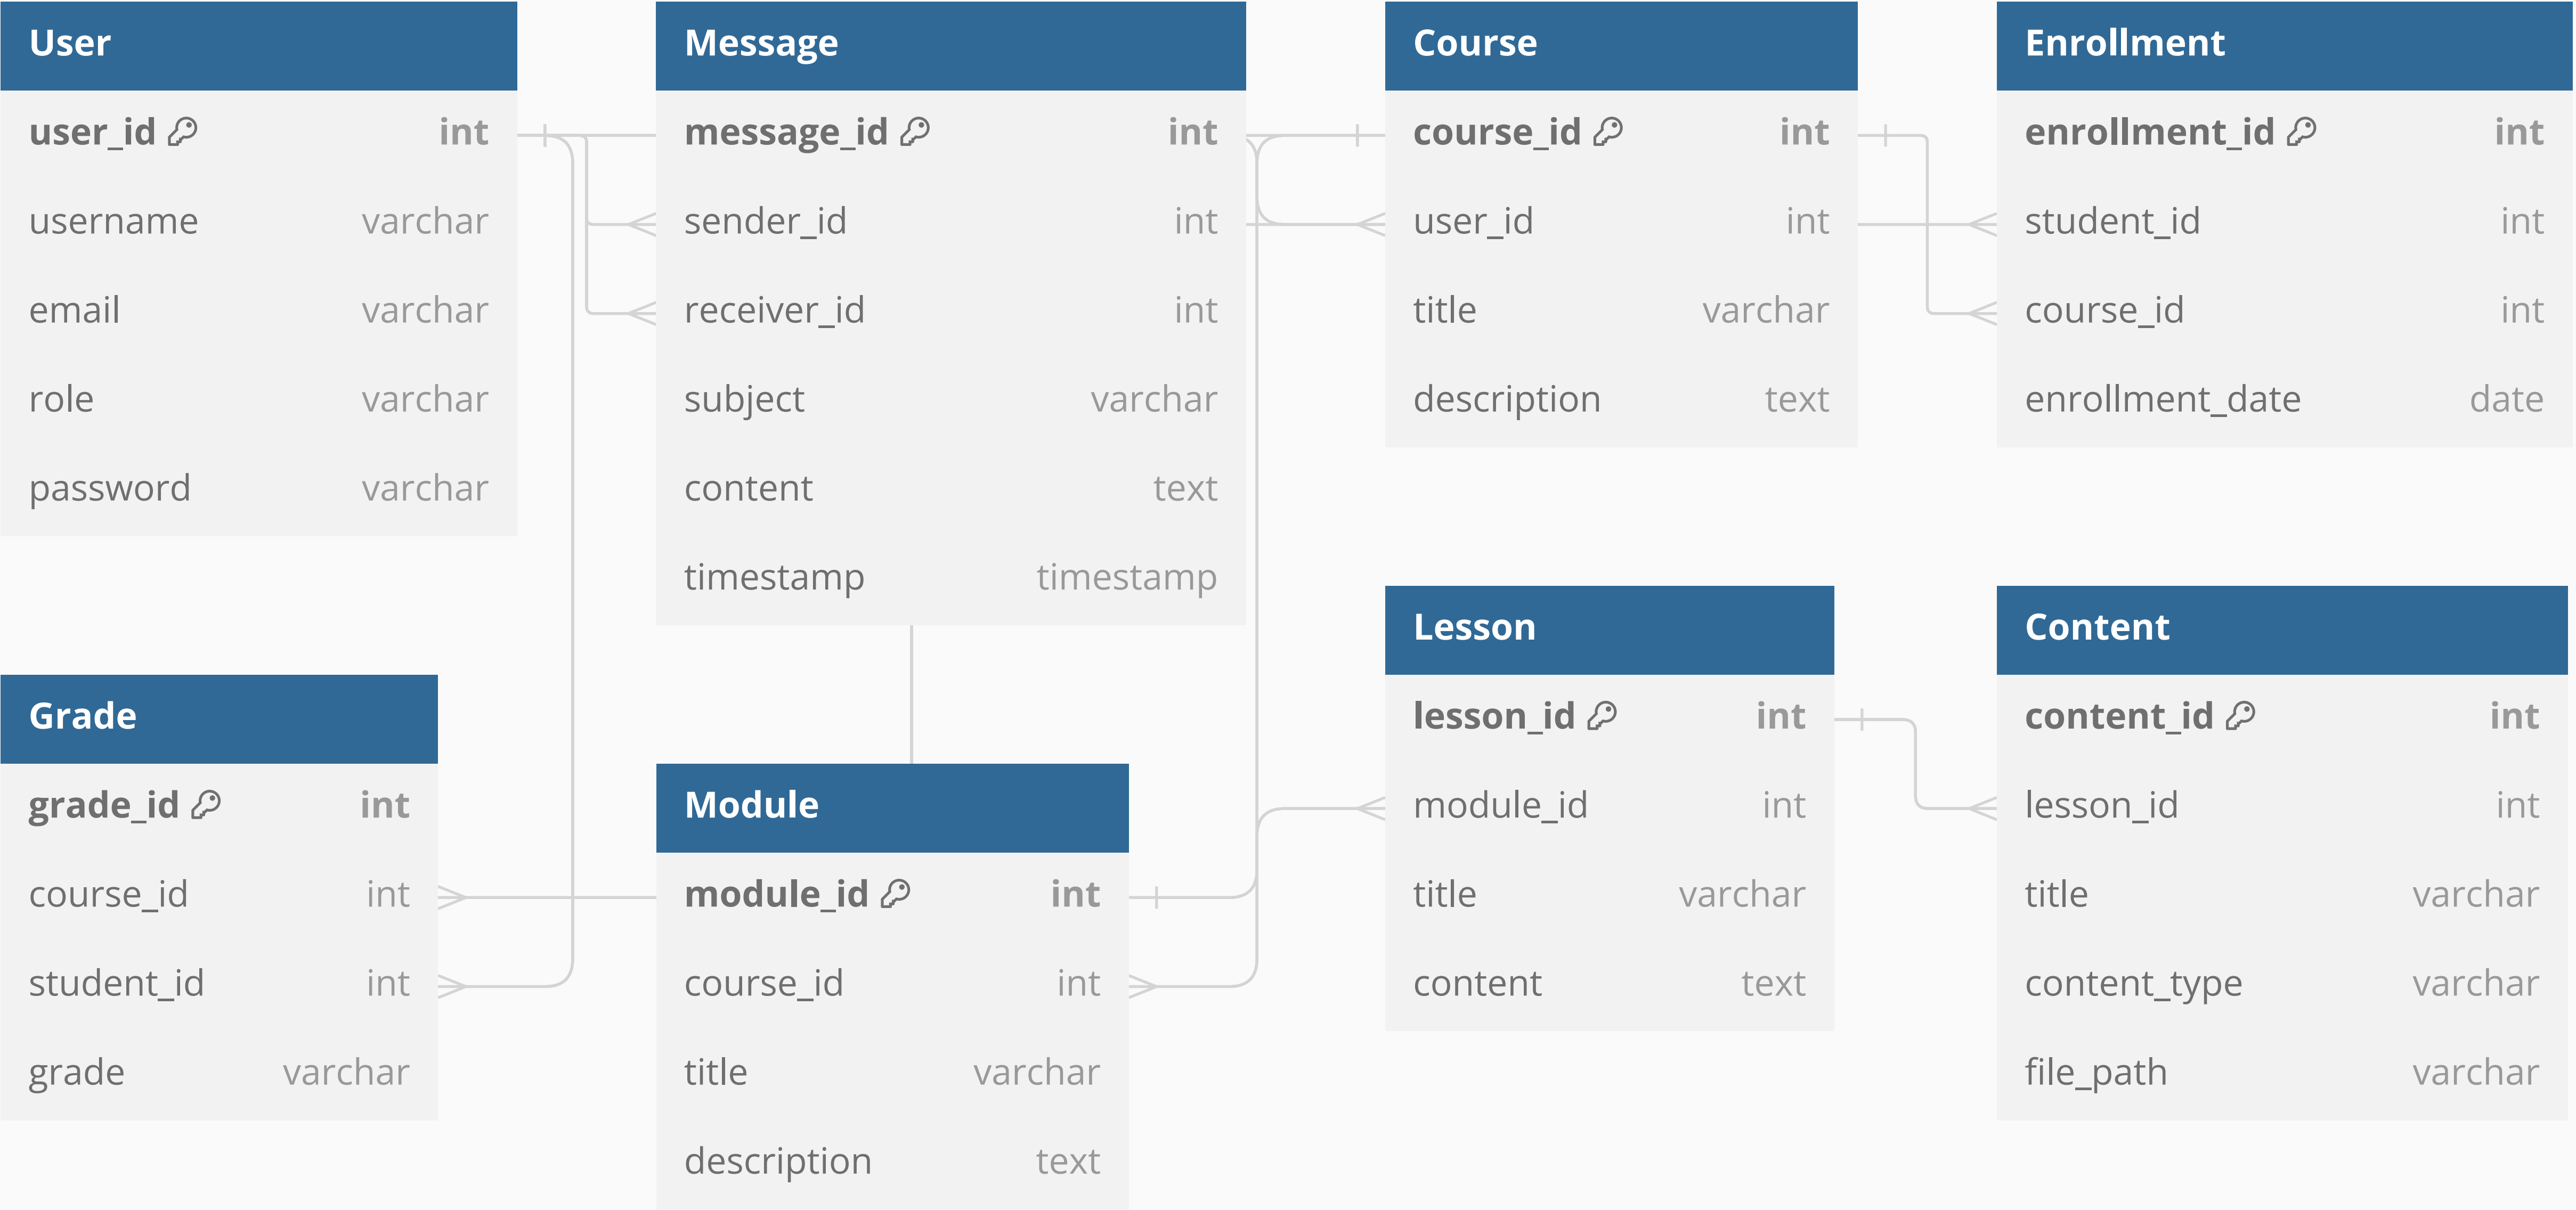 User
user_id int
username varchar
email varchar
role varchar
password varchar
Message
message_id int
sender_id int
receiver_id int
subject varchar
content text
timestamp timestamp
Course
course_id int
user_id int
title varchar
description text
Enrollment
enrollment_id int
student_id int
course_id int
enrollment_date date
Grade
grade_id int
course_id int
student_id int
grade varchar
Module
module_id int
course_id int
title varchar
description text
Lesson
lesson_id int
module_id int
title varchar
content text
Content
content_id int
lesson_id int
title varchar
content_type varchar
file_path varchar